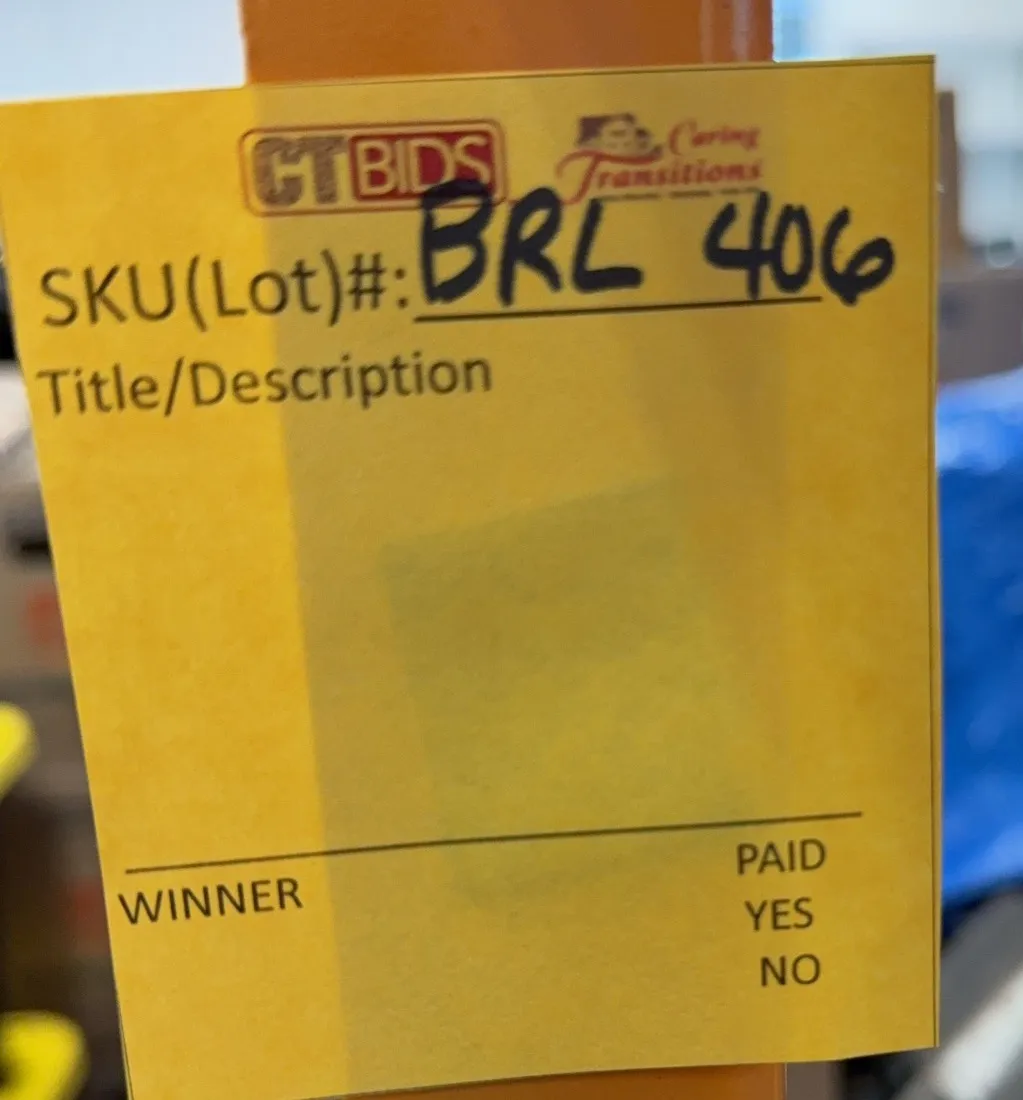 CTBIDS Caring
Transitions
SKU(Lot)#: BRL 406
Title/Description
WINNER PAID
YES
NO